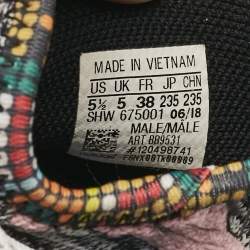 MADE IN VIETNAM
US UK FR JP CHN
5½ 5 38 235 235
SHW 675001 06/18
MALE/MÂLE
ART BB9531
#120498741